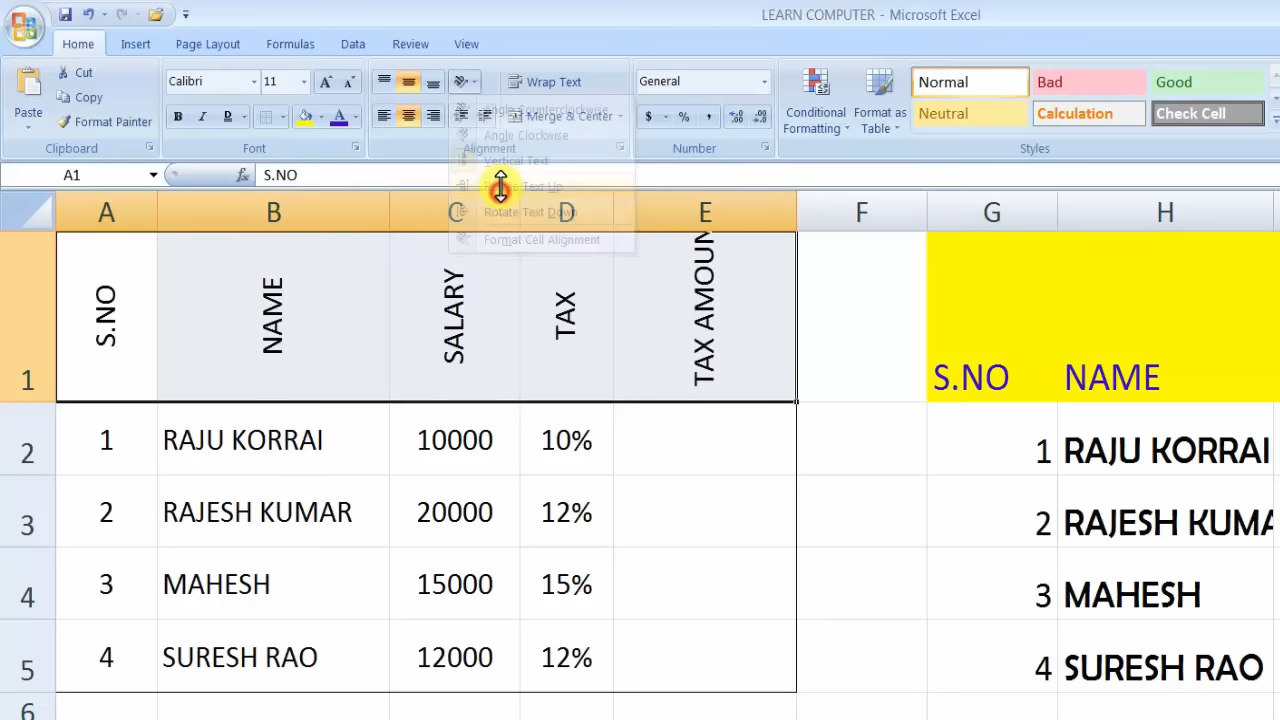 LEARN COMPUTER - Microsoft Excel
Home Insert Page Layout Formulas Data Review View
Cut
Copy
Format Painter
Paste
Clipboard
Calibri 11 A A
B I D A
Font
Wrap Text
Merge & Center
Alignment
Angle Counterclockwise
Angle Clockwise
Vertical Text
Text Up
Rotate Text Down
Format Cell Alignment
General
$ % ,
Number
Conditional Formatting
Format as Table
Normal Bad Good
Neutral Calculation Check Cell
Styles
A1 fx S.NO
A B C D E F G H
1 S.NO NAME SALARY TAX TAX AMOUN S.NO NAME
2 1 RAJU KORRAI 10000 10% 1 RAJU KORRAI
3 2 RAJESH KUMAR 20000 12% 2 RAJESH KUMA
4 3 MAHESH 15000 15% 3 MAHESH
5 4 SURESH RAO 12000 12% 4 SURESH RAO
6